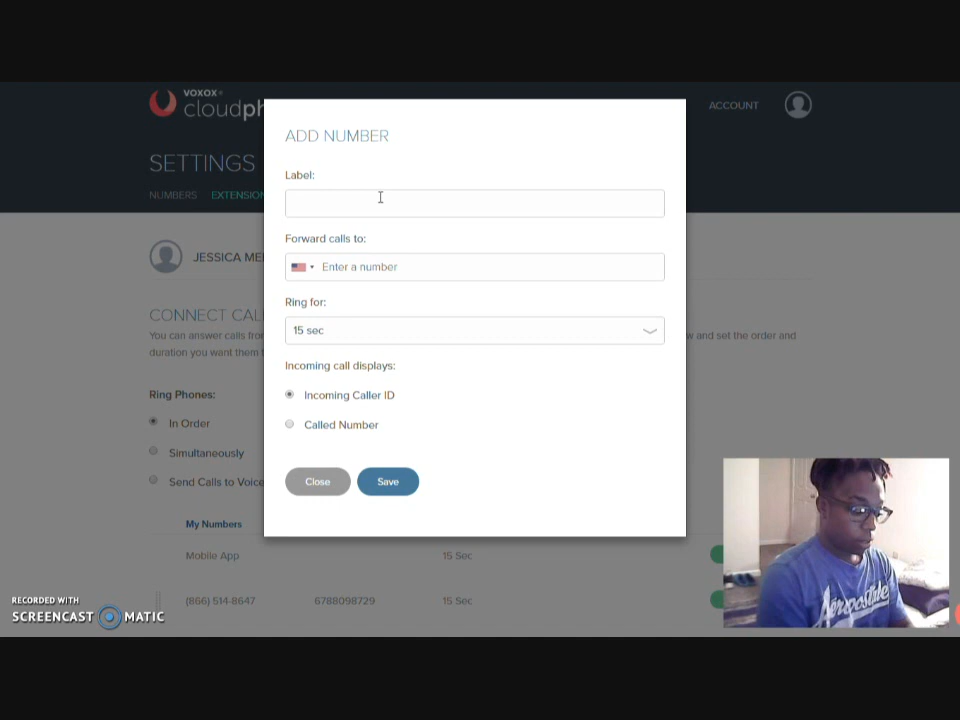 VOXOX
cloudph
ACCOUNT
SETTINGS
NUMBERS
EXTENSION
ADD NUMBER
Label:
Forward calls to:
Enter a number
Ring for:
15 sec
Incoming call displays:
Incoming Caller ID
Called Number
Close
Save
JESSICA ME
CONNECT CAL
You can answer calls from
w and set the order and
duration you want them t
Ring Phones:
In Order
Simultaneously
Send Calls to Voice
My Numbers
Mobile App
15 Sec
(866) 514-8647
6788098729
15 Sec
Aéropostale
RECORDED WITH
SCREENCAST MATIC